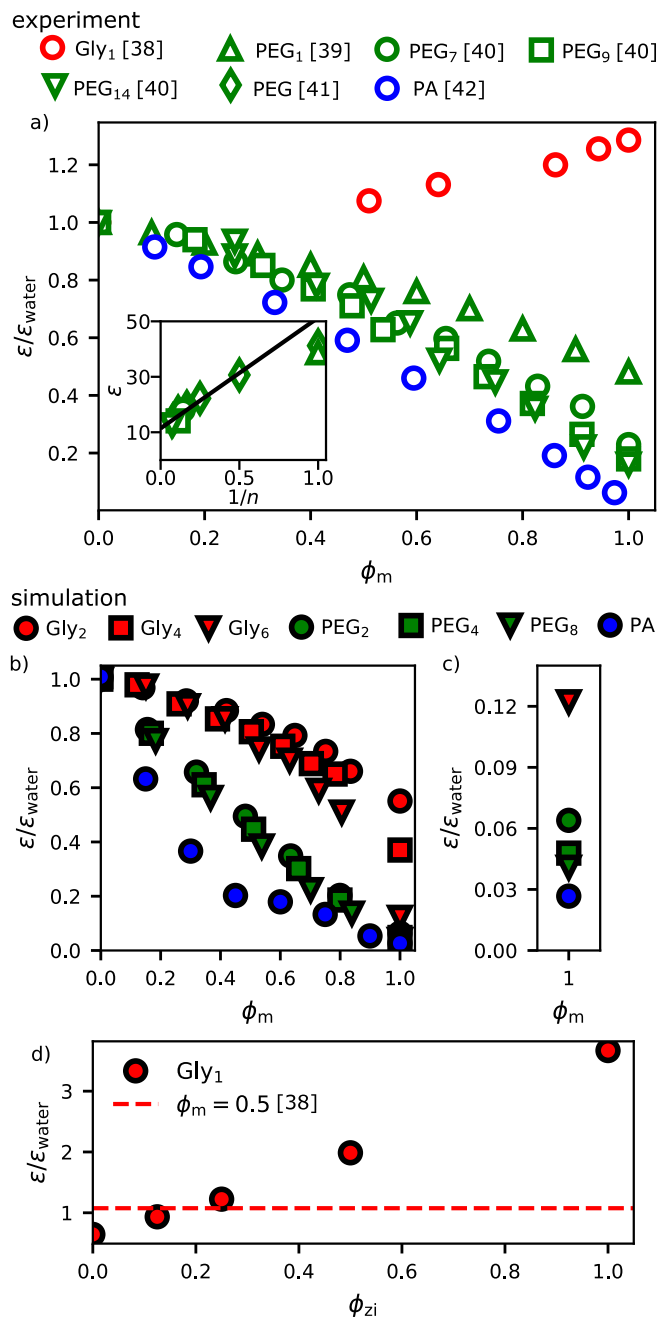 experiment
Gly₁ [38] PEG₁ [39] PEG₇ [40] PEG₉ [40]
PEG₁₄ [40] PEG [41] PA [42]
a)
1.2
1.0
0.8
0.6
0.4
0.2
ε/ε_water
50
30
10
ε
0.0 0.5 1.0
1/n
0.0 0.2 0.4 0.6 0.8 1.0
ϕ_m
simulation
Gly₂ Gly₄ Gly₆ PEG₂ PEG₄ PEG₈ PA
b)
1.0
0.8
0.6
0.4
0.2
0.0
ε/ε_water
0.0 0.2 0.4 0.6 0.8 1.0
ϕ_m
c)
0.12
0.09
0.06
0.03
0.00
ε/ε_water
1
ϕ_m
d)
Gly₁
ϕ_m = 0.5 [38]
3
2
1
ε/ε_water
0.0 0.2 0.4 0.6 0.8 1.0
ϕ_zi